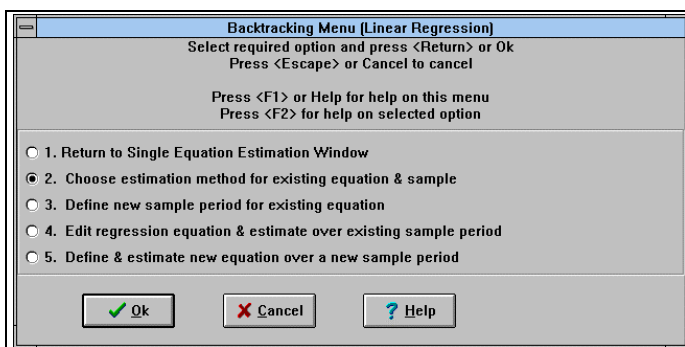 Backtracking Menu (Linear Regression)
Select required option and press <Return> or Ok
Press <Escape> or Cancel to cancel
Press <F1> or Help for help on this menu
Press <F2> for help on selected option
1. Return to Single Equation Estimation Window
2. Choose estimation method for existing equation & sample
3. Define new sample period for existing equation
4. Edit regression equation & estimate over existing sample period
5. Define & estimate new equation over a new sample period
Ok
Cancel
Help